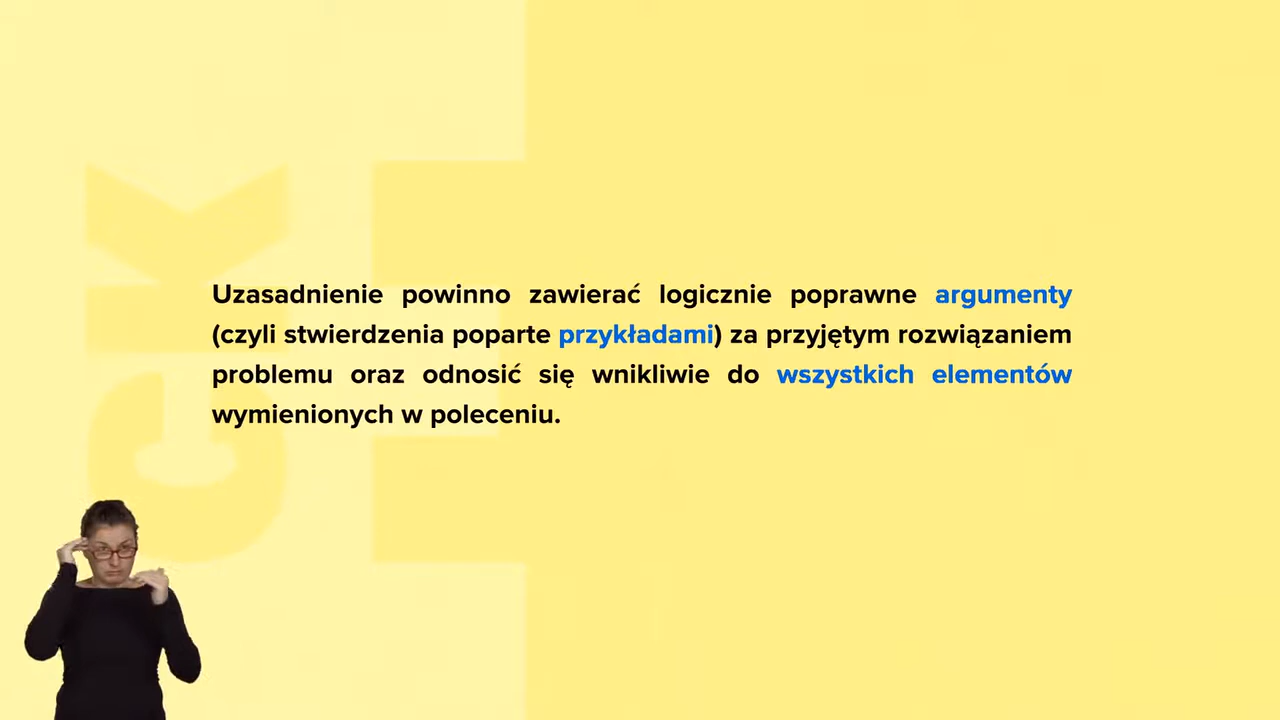 Uzasadnienie powinno zawierać logicznie poprawne argumenty
(czyli stwierdzenia poparte przykładami) za przyjętym rozwiązaniem
problemu oraz odnosić się wnikliwie do wszystkich elementów
wymienionych w poleceniu.